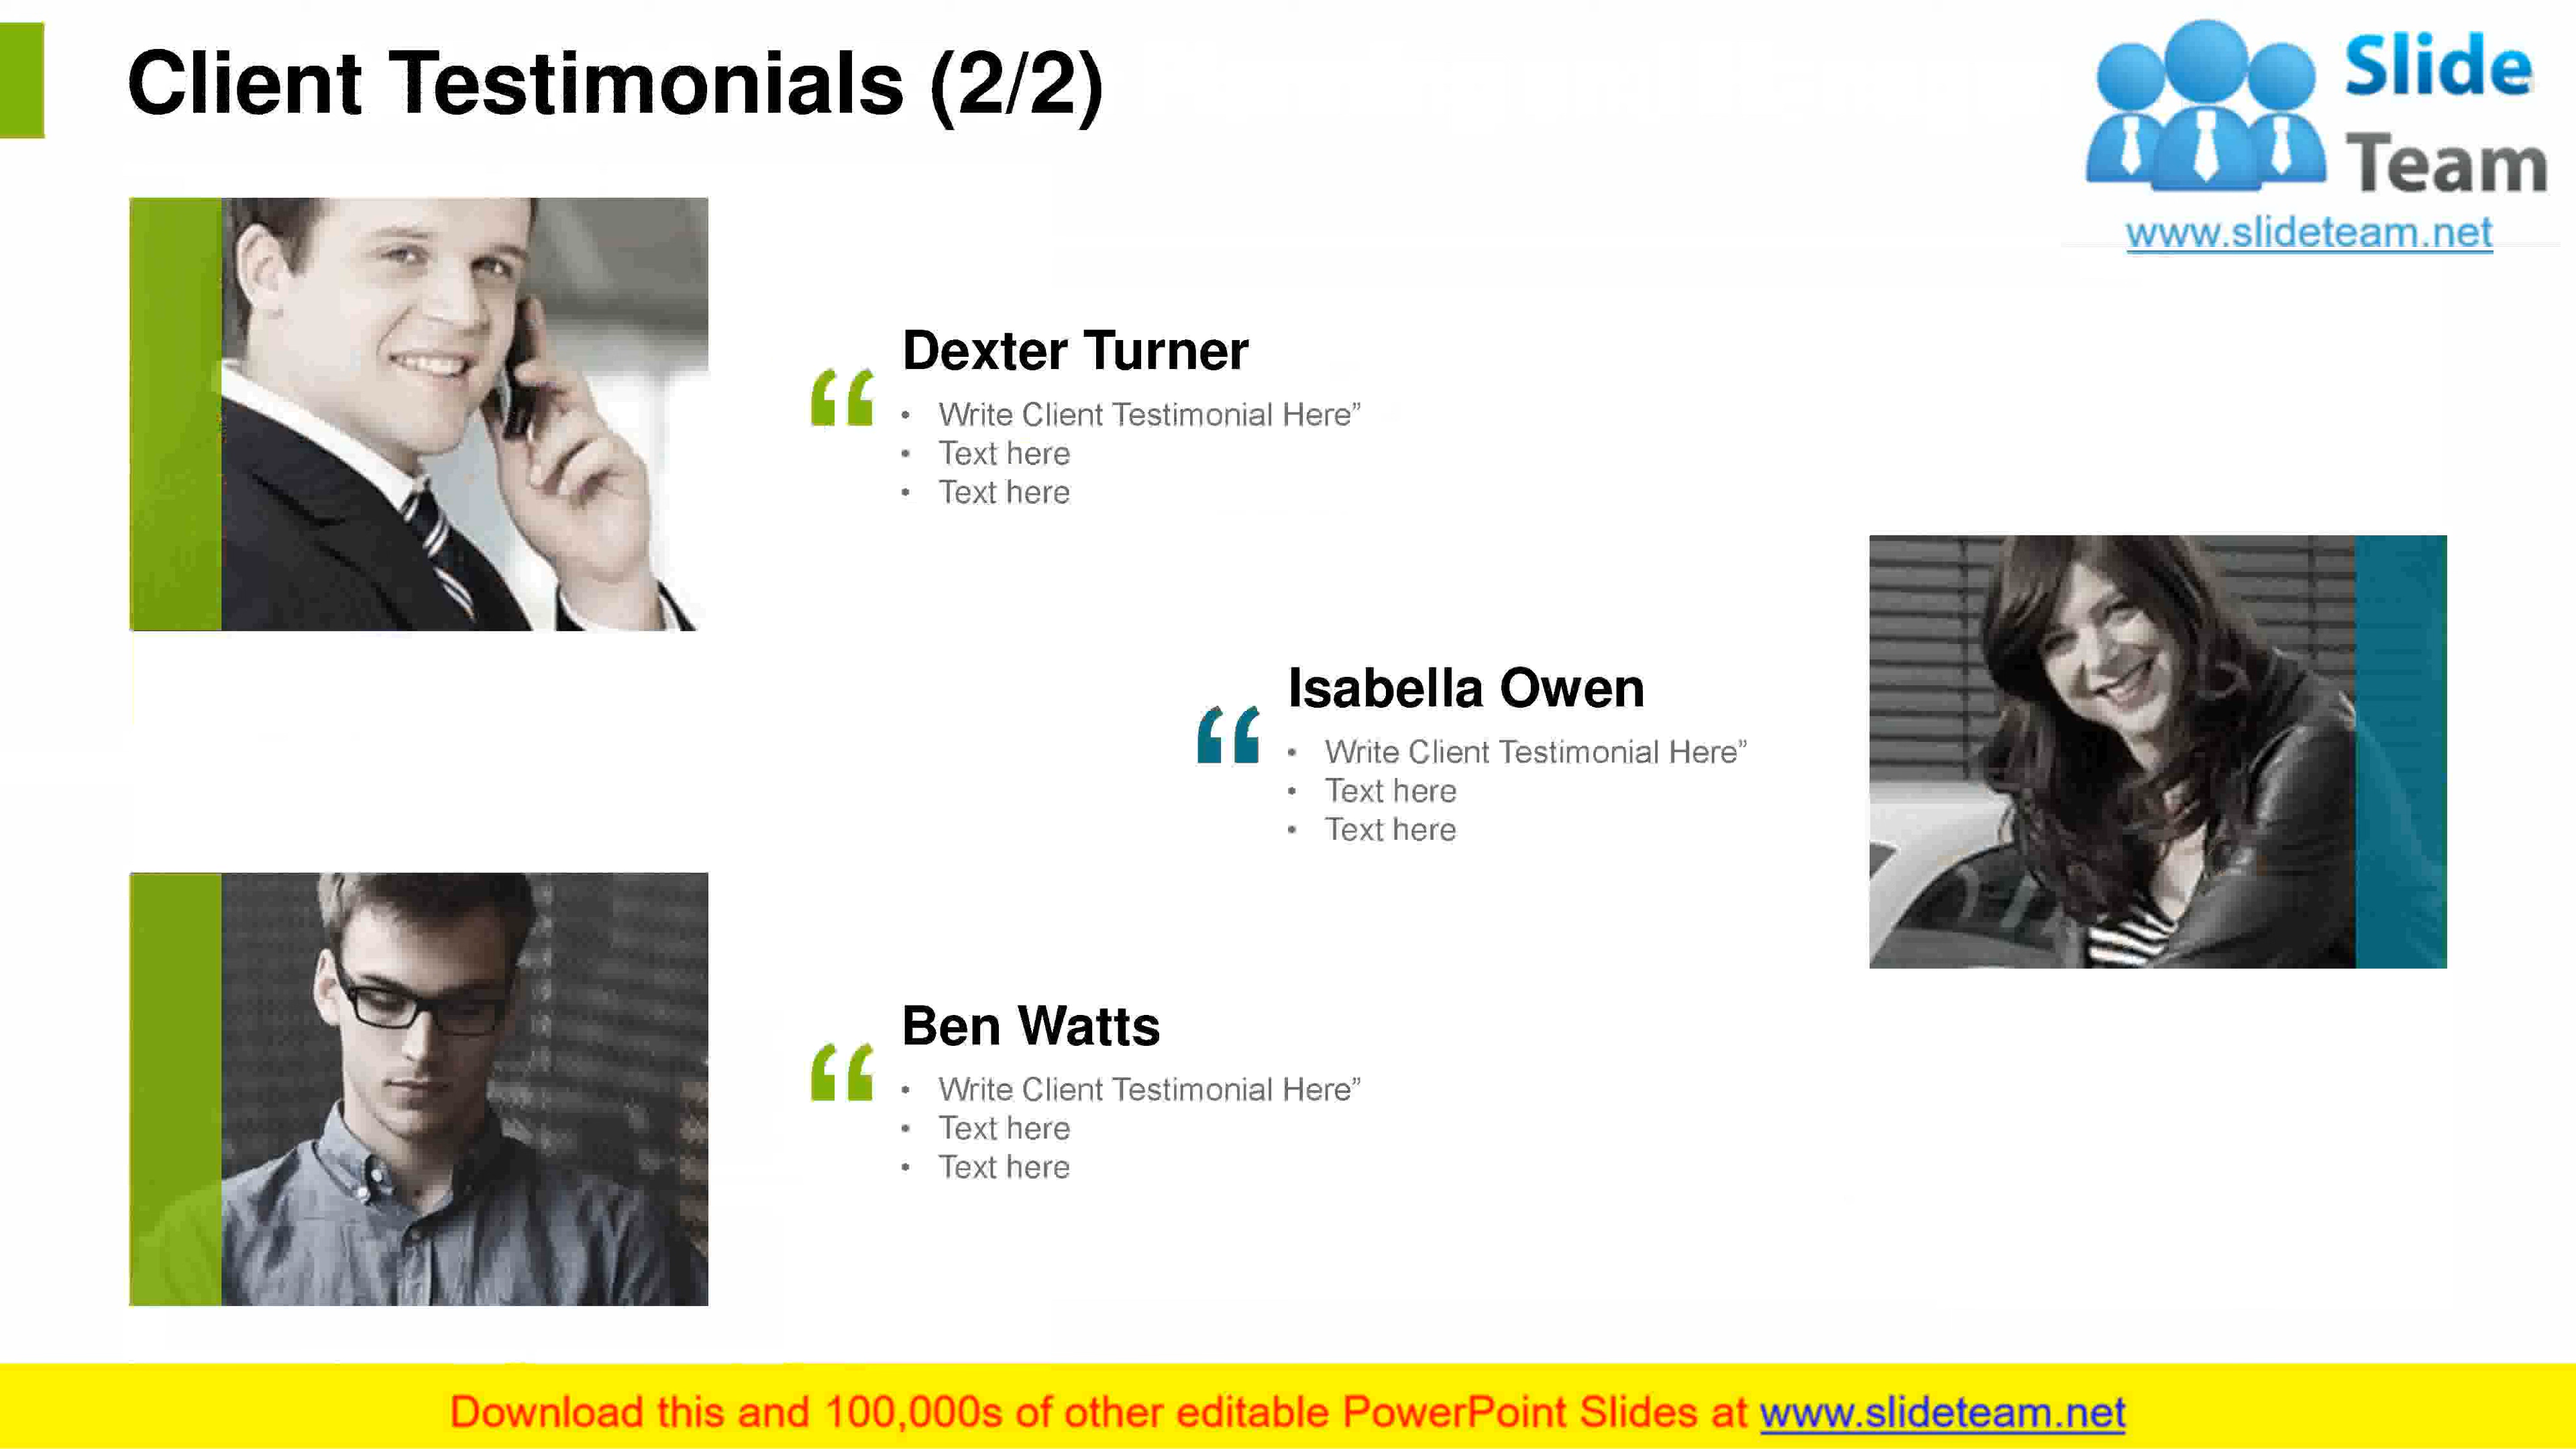 Client Testimonials (2/2)
Slide
Team
www.slideteam.net
Dexter Turner
“
• Write Client Testimonial Here”
• Text here
• Text here
Isabella Owen
“
• Write Client Testimonial Here”
• Text here
• Text here
Ben Watts
“
• Write Client Testimonial Here”
• Text here
• Text here
Download this and 100,000s of other editable PowerPoint Slides at www.slideteam.net